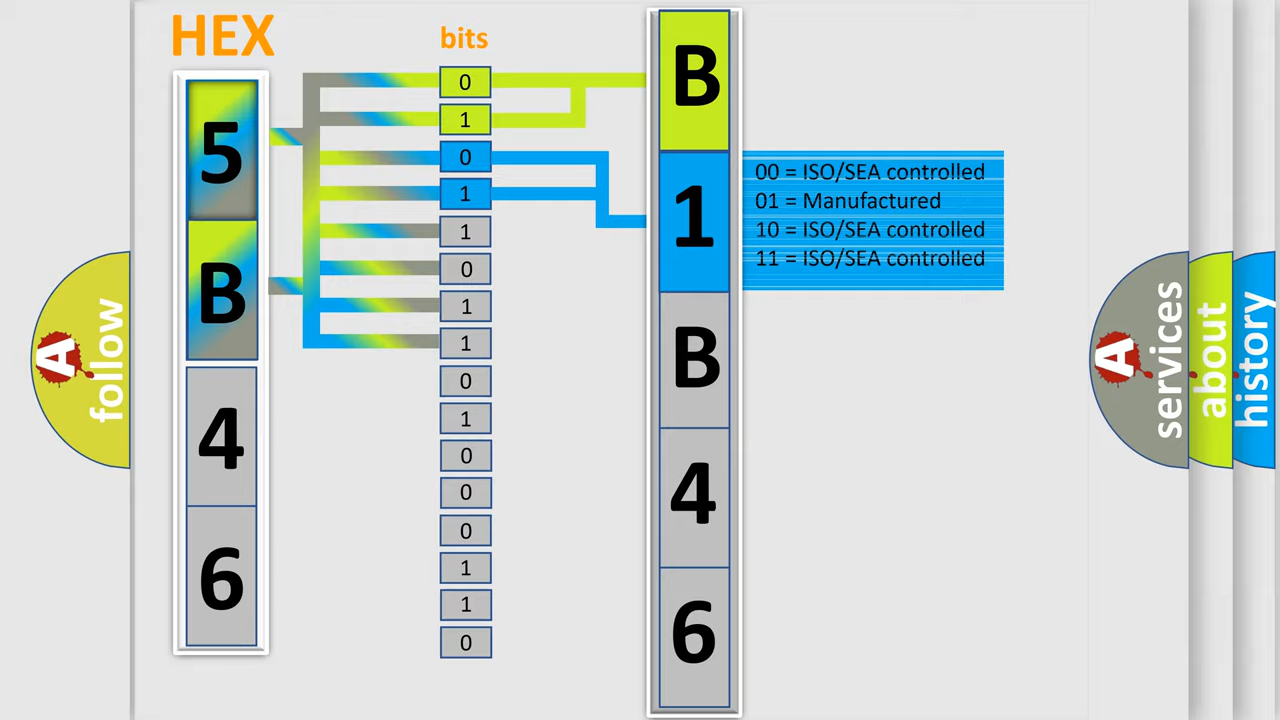 HEX
bits
5
B
4
6
0
1
0
1
1
0
1
1
0
1
0
0
0
1
1
0
B
1
B
4
6
00 = ISO/SEA controlled
01 = Manufactured
10 = ISO/SEA controlled
11 = ISO/SEA controlled
A
follow
A
services
about
history